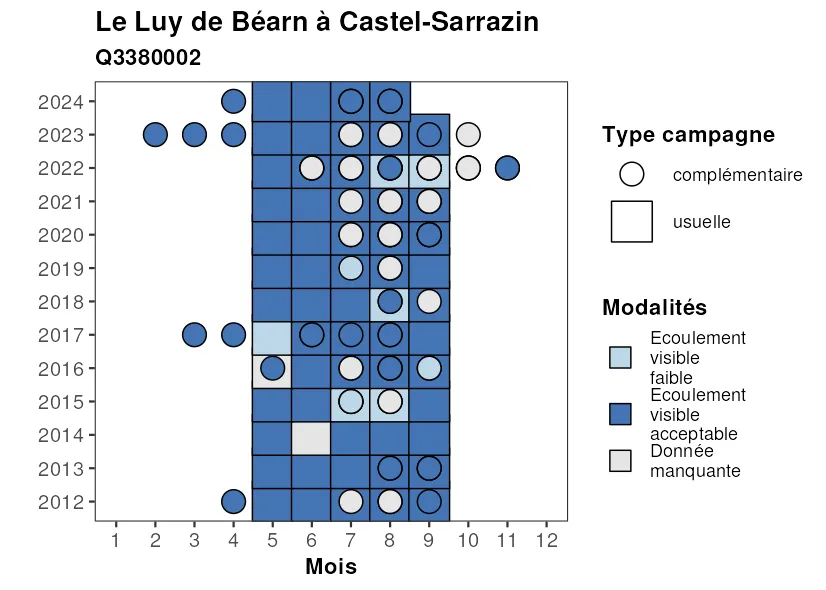 Le Luy de Béarn à Castel-Sarrazin
Q3380002
2024
2023
2022
2021
2020
2019
2018
2017
2016
2015
2014
2013
2012
1 2 3 4 5 6 7 8 9 10 11 12
Mois
Type campagne
complémentaire
usuelle
Modalités
Ecoulement
visible
faible
Ecoulement
visible
acceptable
Donnée
manquante